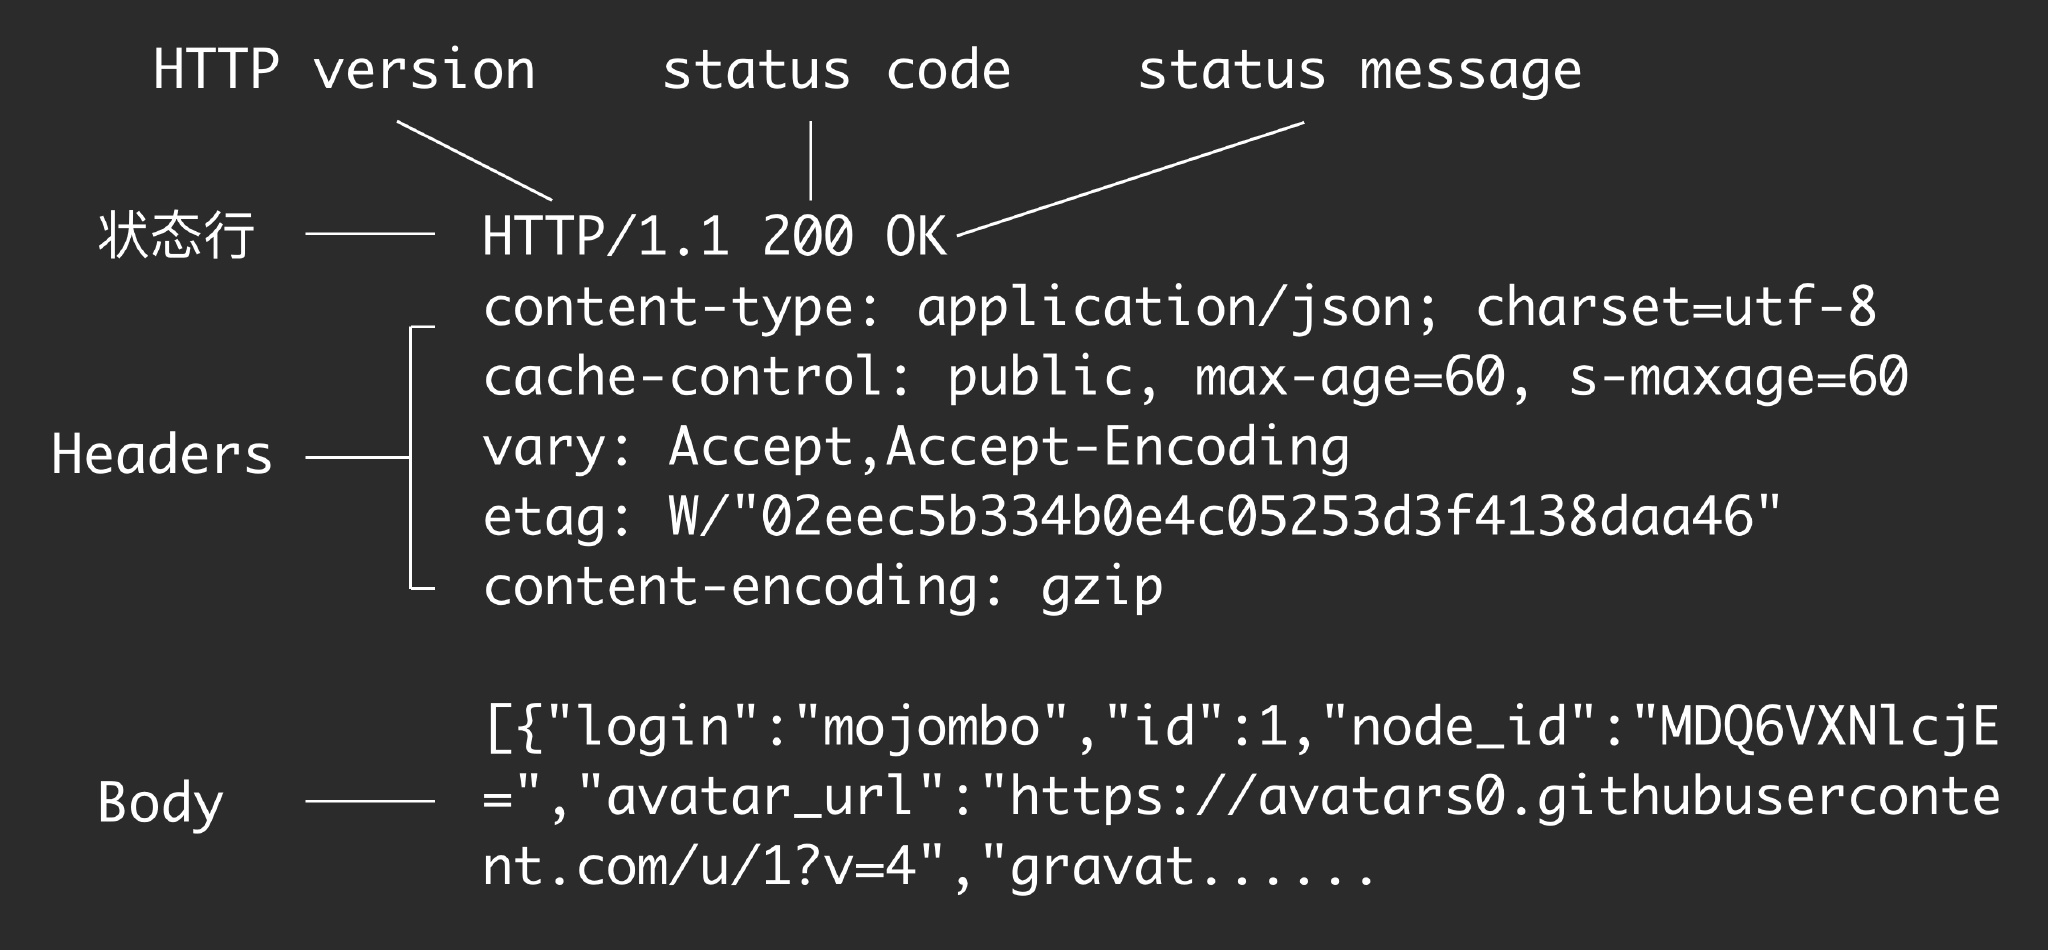 HTTP version status code status message
状态行 HTTP/1.1 200 OK
content-type: application/json; charset=utf-8
cache-control: public, max-age=60, s-maxage=60
vary: Accept,Accept-Encoding
Headers
etag: W/"02eec5b334b0e4c05253d3f4138daa46"
content-encoding: gzip
[{"login":"mojombo","id":1,"node_id":"MDQ6VXNlcjE
Body =","avatar_url":"https://avatars0.githubuserconte
nt.com/u/1?v=4","gravat......